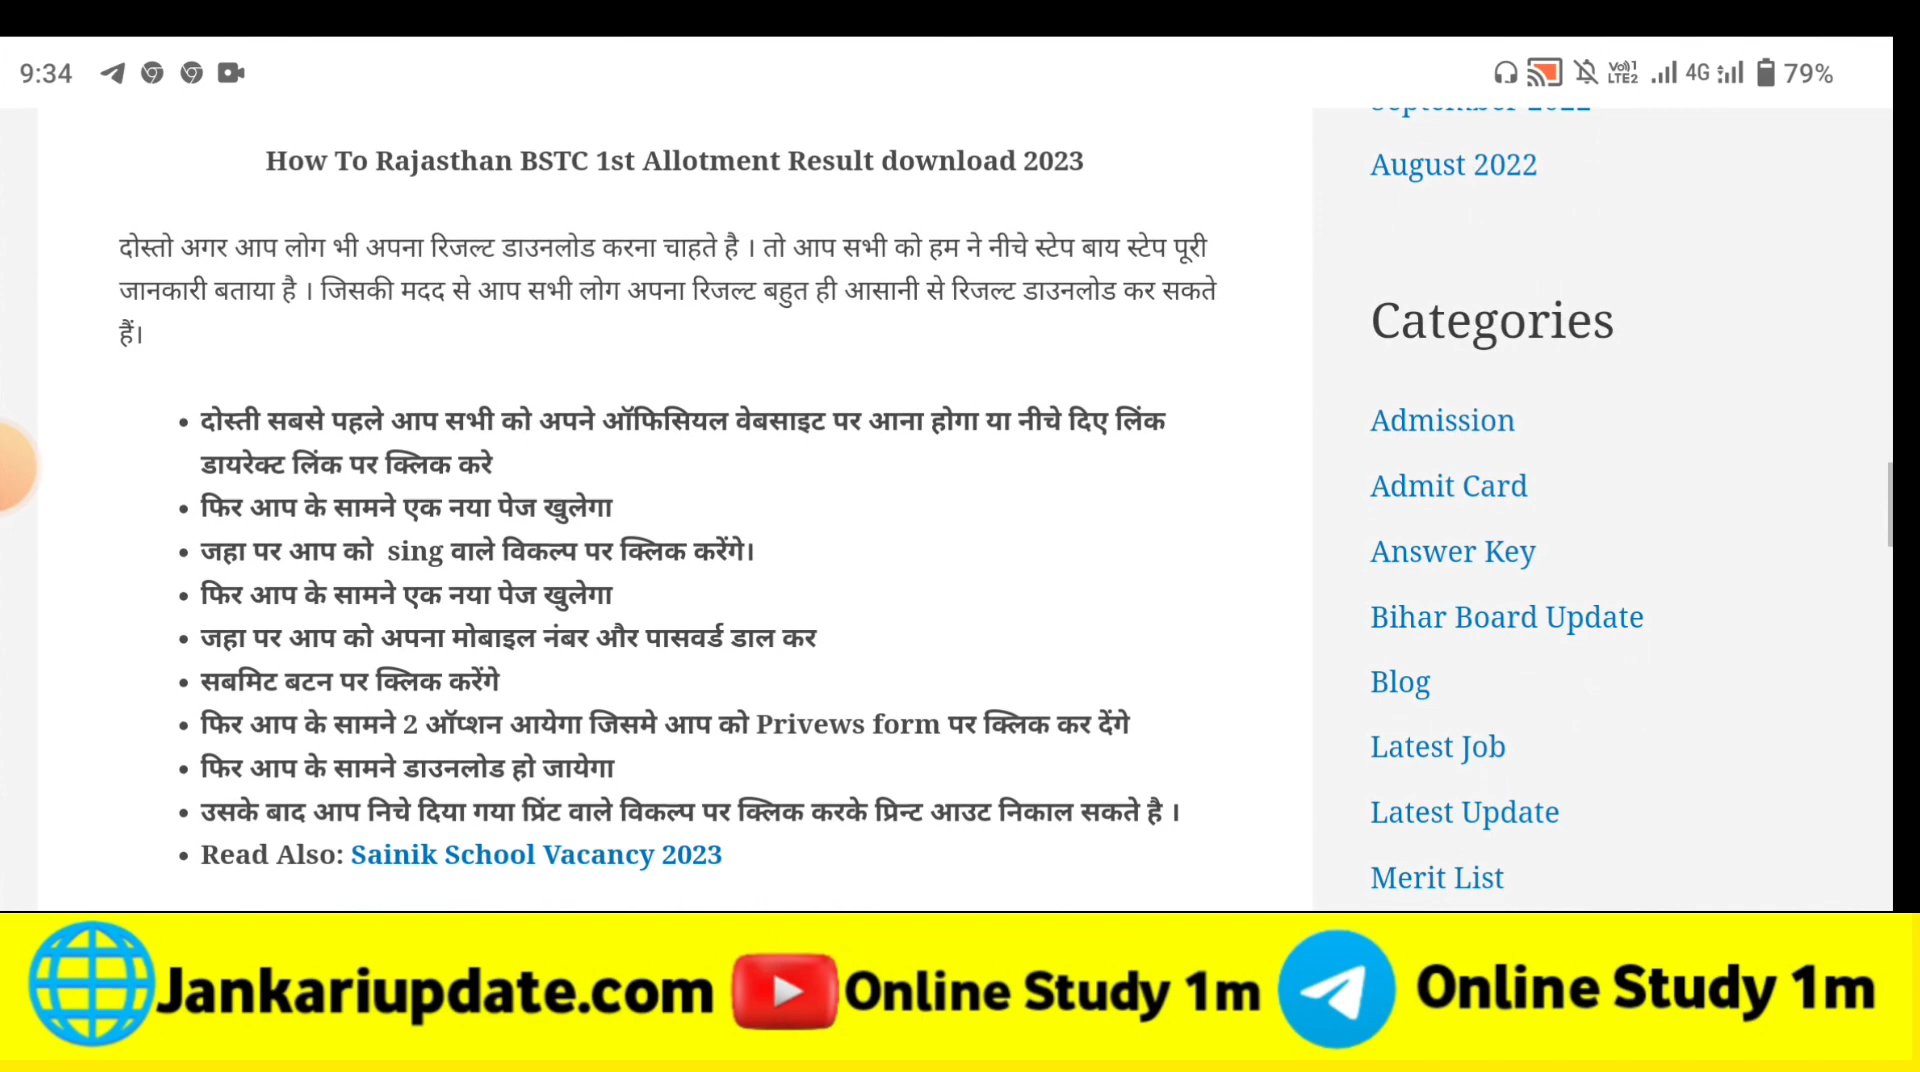 9:34
Vo))1 LTE2 4G 79%
September 2022
August 2022
How To Rajasthan BSTC 1st Allotment Result download 2023
दोस्तो अगर आप लोग भी अपना रिजल्ट डाउनलोड करना चाहते है । तो आप सभी को हम ने नीचे स्टेप बाय स्टेप पूरी
जानकारी बताया है । जिसकी मदद से आप सभी लोग अपना रिजल्ट बहुत ही आसानी से रिजल्ट डाउनलोड कर सकते
हैं।
• दोस्ती सबसे पहले आप सभी को अपने ऑफिसियल वेबसाइट पर आना होगा या नीचे दिए लिंक
डायरेक्ट लिंक पर क्लिक करे
• फिर आप के सामने एक नया पेज खुलेगा
• जहा पर आप को sing वाले विकल्प पर क्लिक करेंगे।
• फिर आप के सामने एक नया पेज खुलेगा
• जहा पर आप को अपना मोबाइल नंबर और पासवर्ड डाल कर
• सबमिट बटन पर क्लिक करेंगे
• फिर आप के सामने 2 ऑप्शन आयेगा जिसमे आप को Privews form पर क्लिक कर देंगे
• फिर आप के सामने डाउनलोड हो जायेगा
• उसके बाद आप निचे दिया गया प्रिंट वाले विकल्प पर क्लिक करके प्रिन्ट आउट निकाल सकते है ।
• Read Also: Sainik School Vacancy 2023
Categories
Admission
Admit Card
Answer Key
Bihar Board Update
Blog
Latest Job
Latest Update
Merit List
Jankariupdate.com Online Study 1m Online Study 1m